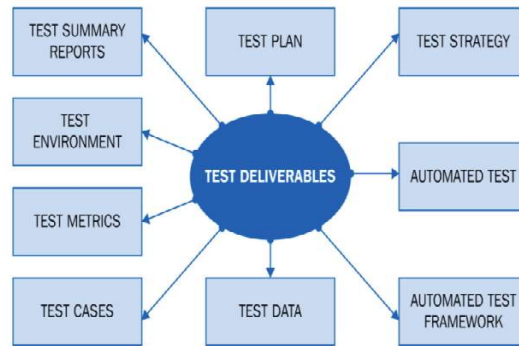 TEST SUMMARY
REPORTS
TEST PLAN
TEST STRATEGY
TEST
ENVIRONMENT
TEST DELIVERABLES
AUTOMATED TEST
TEST METRICS
TEST CASES
TEST DATA
AUTOMATED TEST
FRAMEWORK